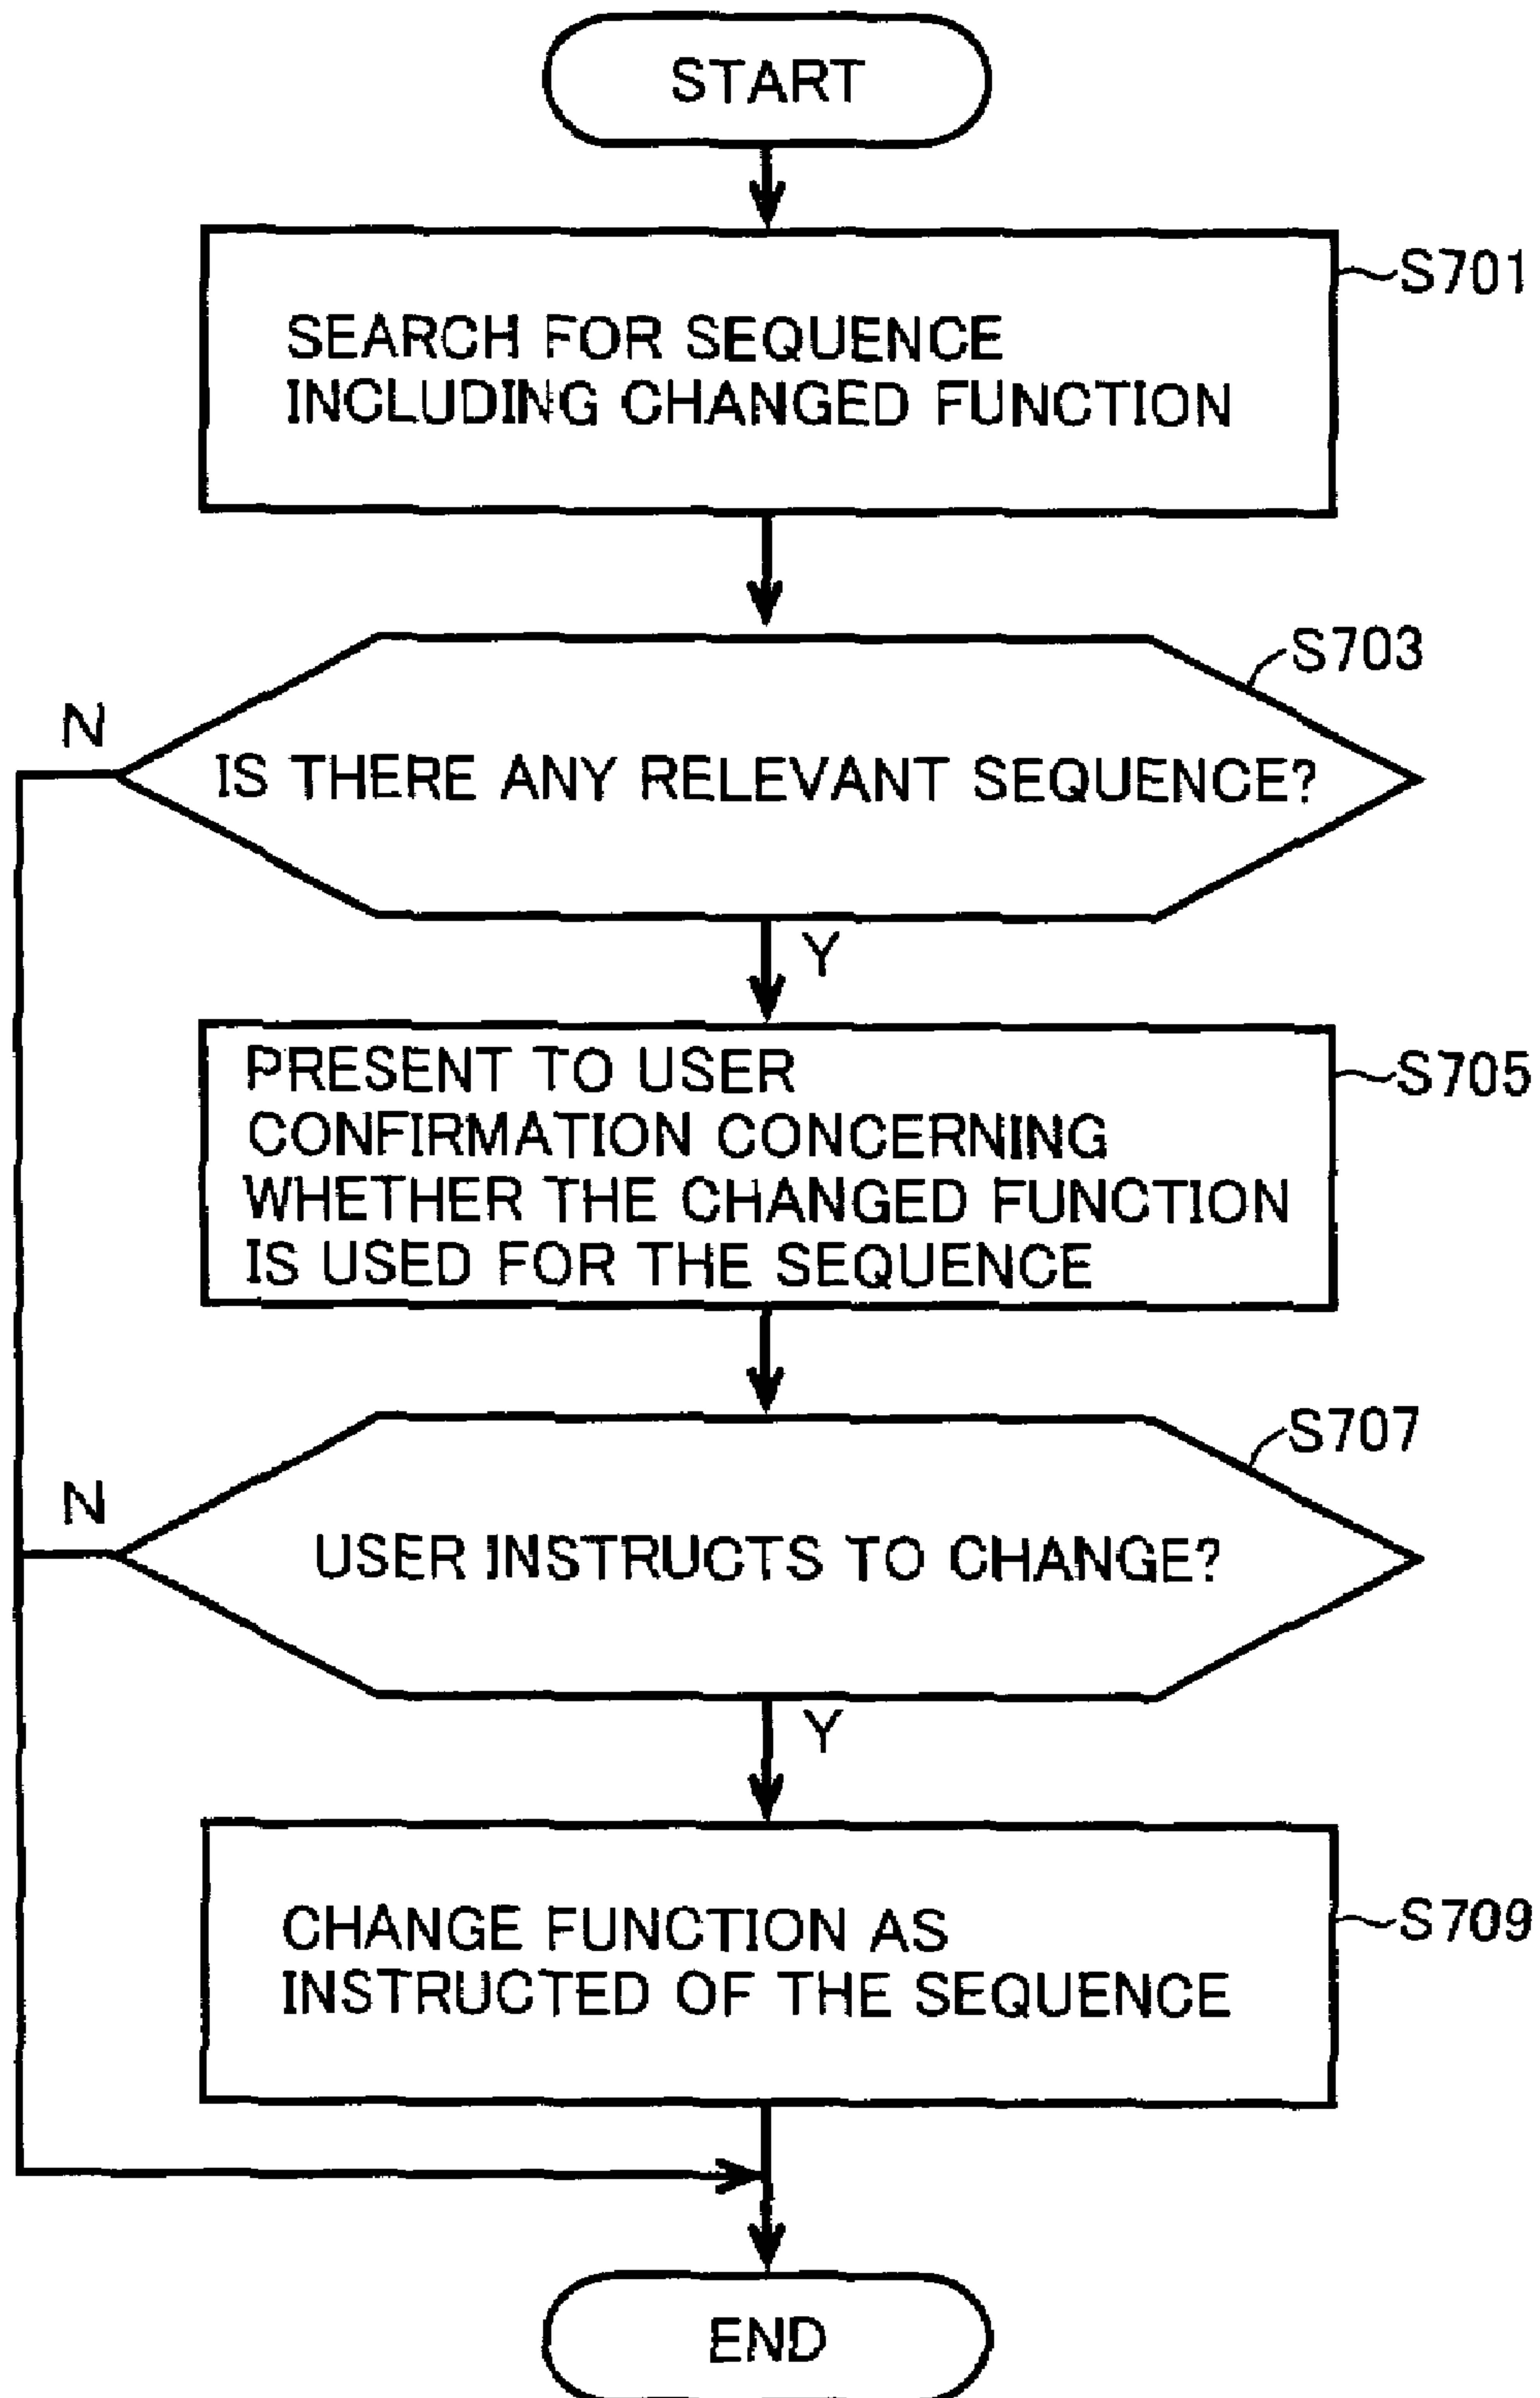 START
S701
SEARCH FOR SEQUENCE
INCLUDING CHANGED FUNCTION
S703
N
IS THERE ANY RELEVANT SEQUENCE?
Y
PRESENT TO USER
S705
CONFIRMATION CONCERNING
WHETHER THE CHANGED FUNCTION
IS USED FOR THE SEQUENCE
S707
N
USER INSTRUCTS TO CHANGE?
Y
CHANGE FUNCTION AS
S709
INSTRUCTED OF THE SEQUENCE
END